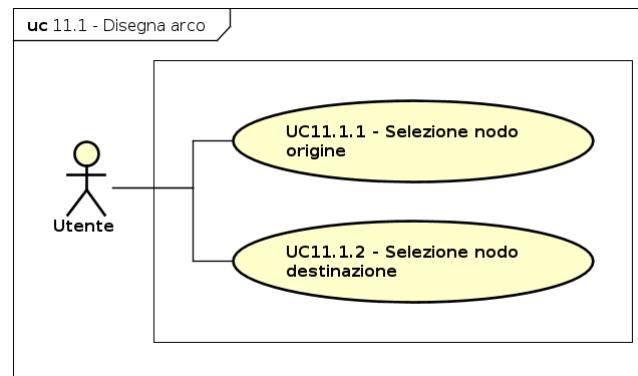 uc 11.1 - Disegna arco
UC11.1.1 - Selezione nodo
origine
Utente
UC11.1.2 - Selezione nodo
destinazione